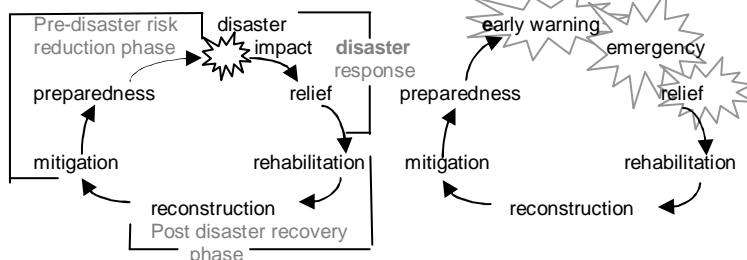 Pre-disaster risk
reduction phase
disaster
impact
disaster
response
preparedness
relief
mitigation
rehabilitation
reconstruction
Post disaster recovery
phase
early warning
emergency
preparedness
relief
mitigation
rehabilitation
reconstruction